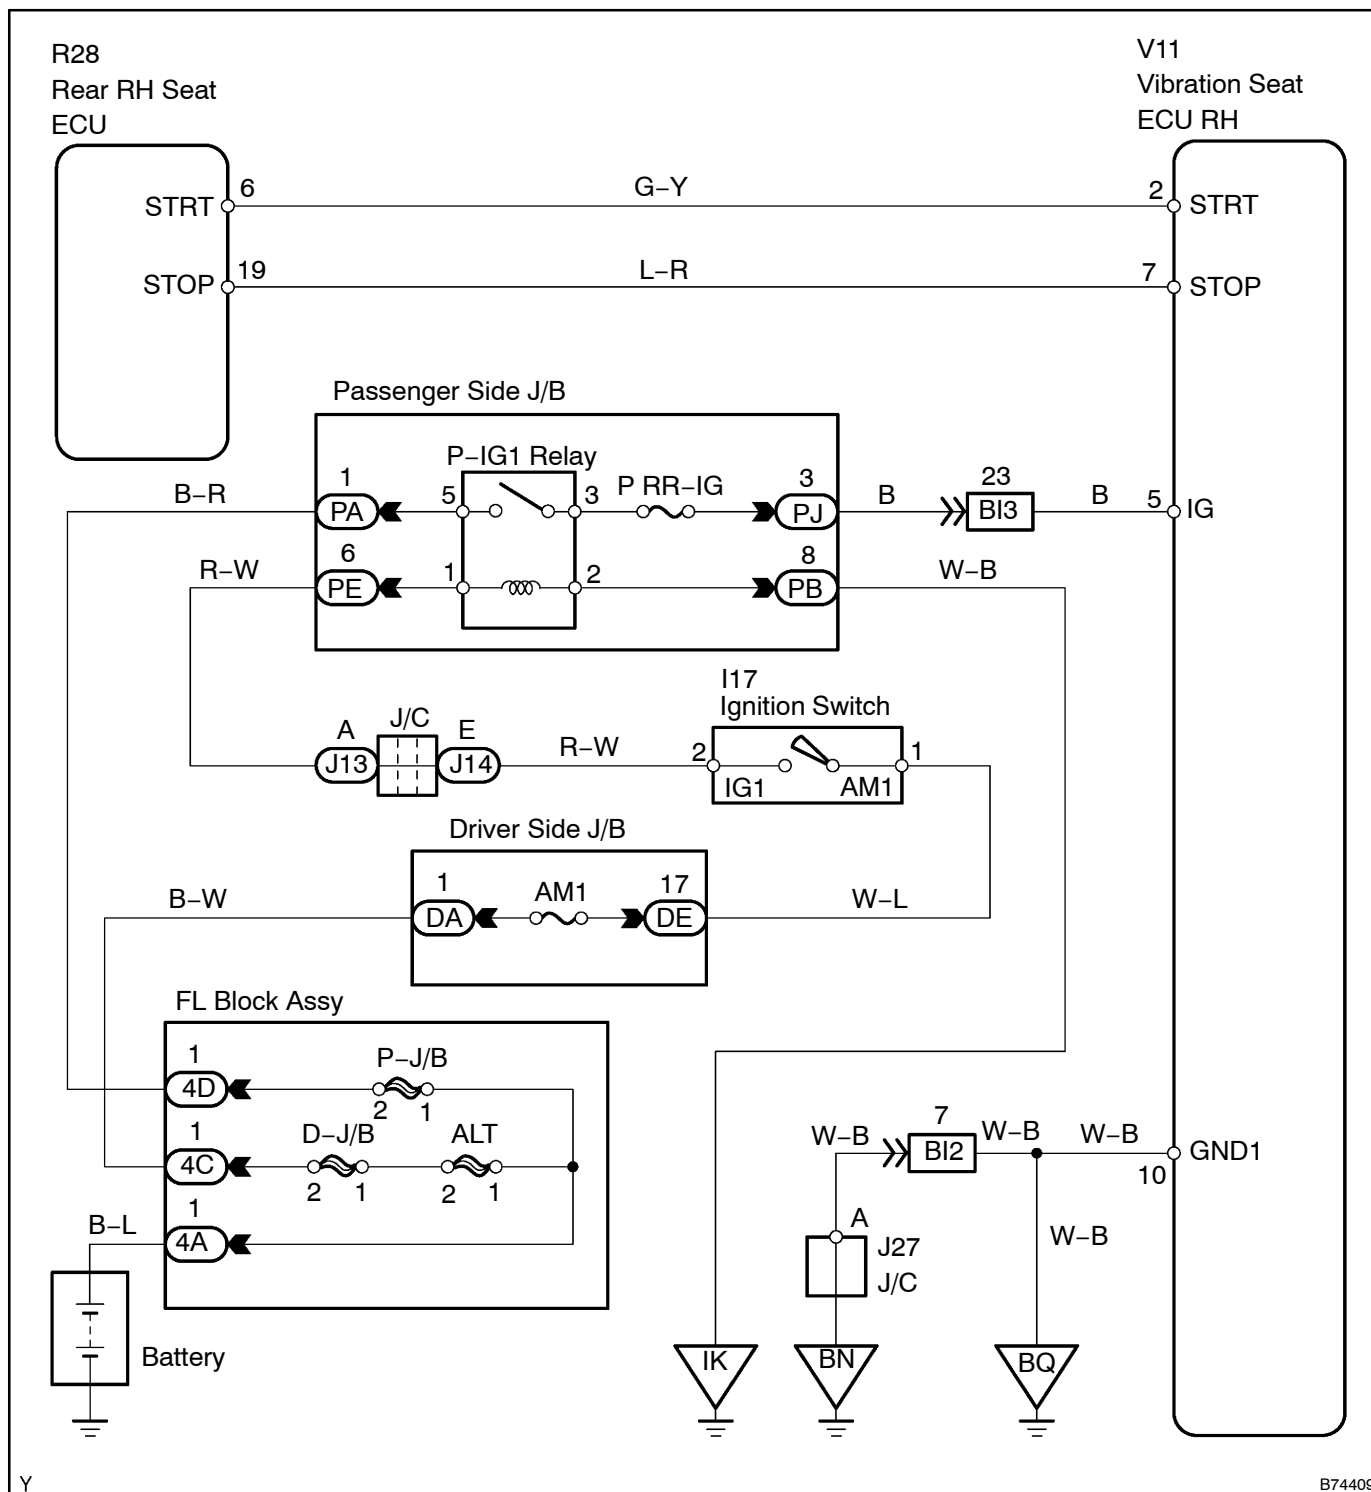 R28
Rear RH Seat
ECU
V11
Vibration Seat
ECU RH
STRT 6 G–Y 2 STRT
STOP 19 L–R 7 STOP
Passenger Side J/B
P–IG1 Relay
B–R 1 PA 5 3 P RR–IG 3 PJ B 23 BI3 B 5 IG
R–W 6 PE 1 2 8 PB W–B
I17
Ignition Switch
A J13 J/C E J14 R–W 2 IG1 AM1 1
Driver Side J/B
B–W 1 DA AM1 17 DE W–L
FL Block Assy
1 4D P–J/B 2 1
1 4C D–J/B 2 1 ALT 2 1
W–B 7 BI2 W–B W–B 10 GND1
B–L 1 4A
A
J27
J/C
W–B
Battery
IK BN BQ
Y
B74409